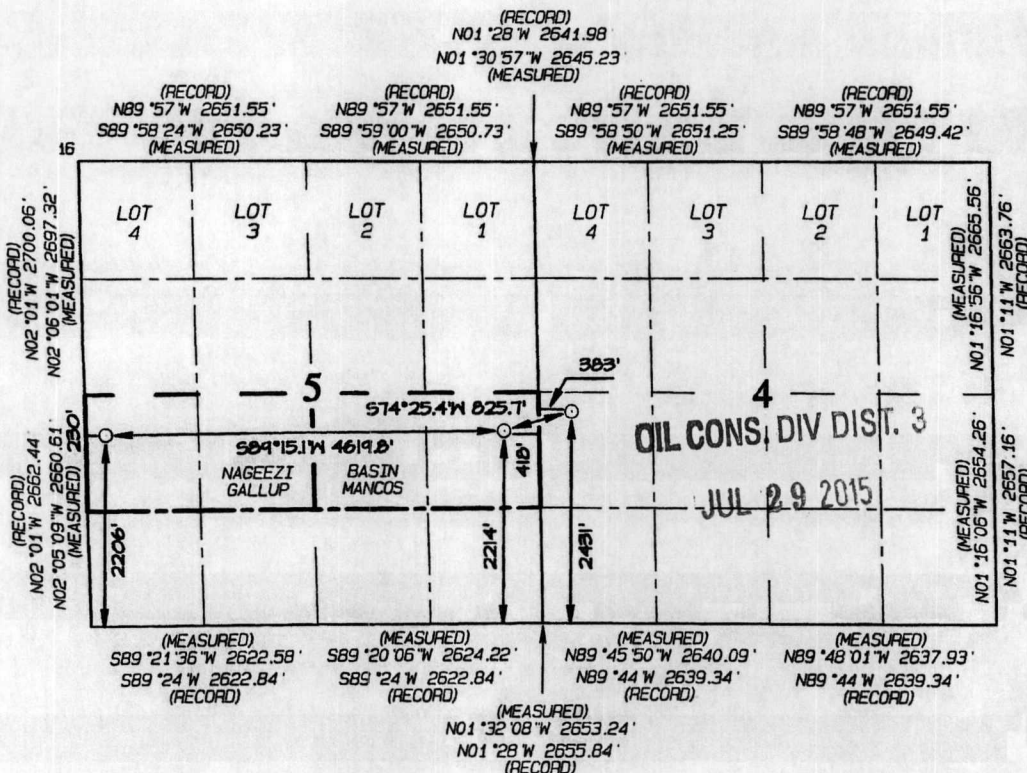 (RECORD)
N01°28'W 2641.98'
N01°30'57"W 2645.23'
(MEASURED)
(RECORD)
N89°57'W 2651.55'
S89°58'24"W 2650.23'
(MEASURED)
(RECORD)
N89°57'W 2651.55'
S89°59'00"W 2650.73'
(MEASURED)
(RECORD)
N89°57'W 2651.55'
S89°58'50"W 2651.25'
(MEASURED)
(RECORD)
N89°57'W 2651.55'
S89°58'48"W 2649.42'
(MEASURED)
16
LOT
4
LOT
3
LOT
2
LOT
1
LOT
4
LOT
3
LOT
2
LOT
1
(RECORD)
N02°01'W 2700.06'
N02°06'01"W 2697.32'
(MEASURED)
(MEASURED)
N01°16'56"W 2665.56'
N01°11'W 2663.76'
(RECORD)
383'
5
4
S74°25.4'W 825.7'
230'
S89°15.1'W 4619.8'
418'
OIL CONS. DIV DIST. 3
NAGEEZI
GALLUP
BASIN
MANCOS
JUL 29 2015
(RECORD)
N02°01'W 2662.44'
N02°05'09"W 2660.61'
(MEASURED)
2206'
2214'
2431'
(MEASURED)
N01°16'06"W 2654.26'
N01°11'W 2657.16'
(RECORD)
(MEASURED)
S89°21'36"W 2622.58'
S89°24'W 2622.84'
(RECORD)
(MEASURED)
S89°20'06"W 2624.22'
S89°24'W 2622.84'
(RECORD)
(MEASURED)
N89°45'50"W 2640.09'
N89°44'W 2639.34'
(RECORD)
(MEASURED)
N89°48'01"W 2637.93'
N89°44'W 2639.34'
(RECORD)
(MEASURED)
N01°32'08"W 2653.24'
N01°28'W 2655.84'
(RECORD)